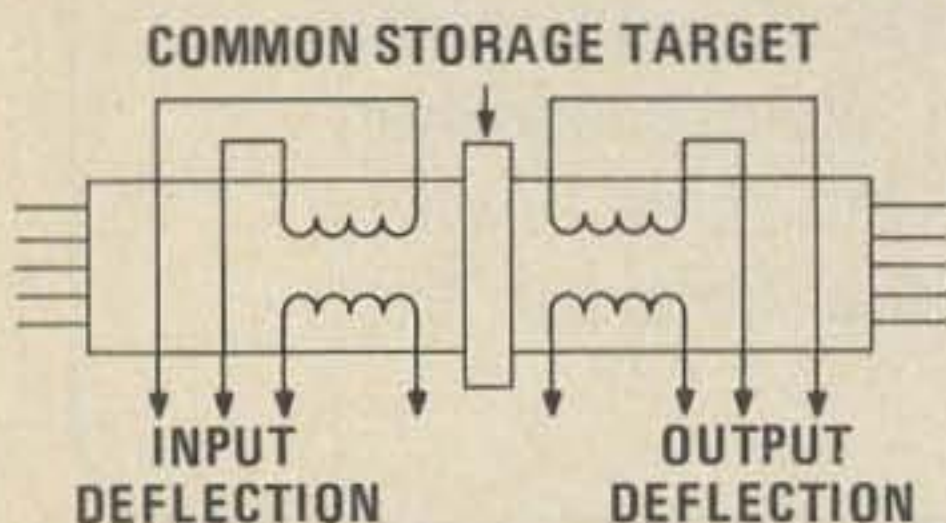 COMMON STORAGE TARGET
INPUT
DEFLECTION
OUTPUT
DEFLECTION